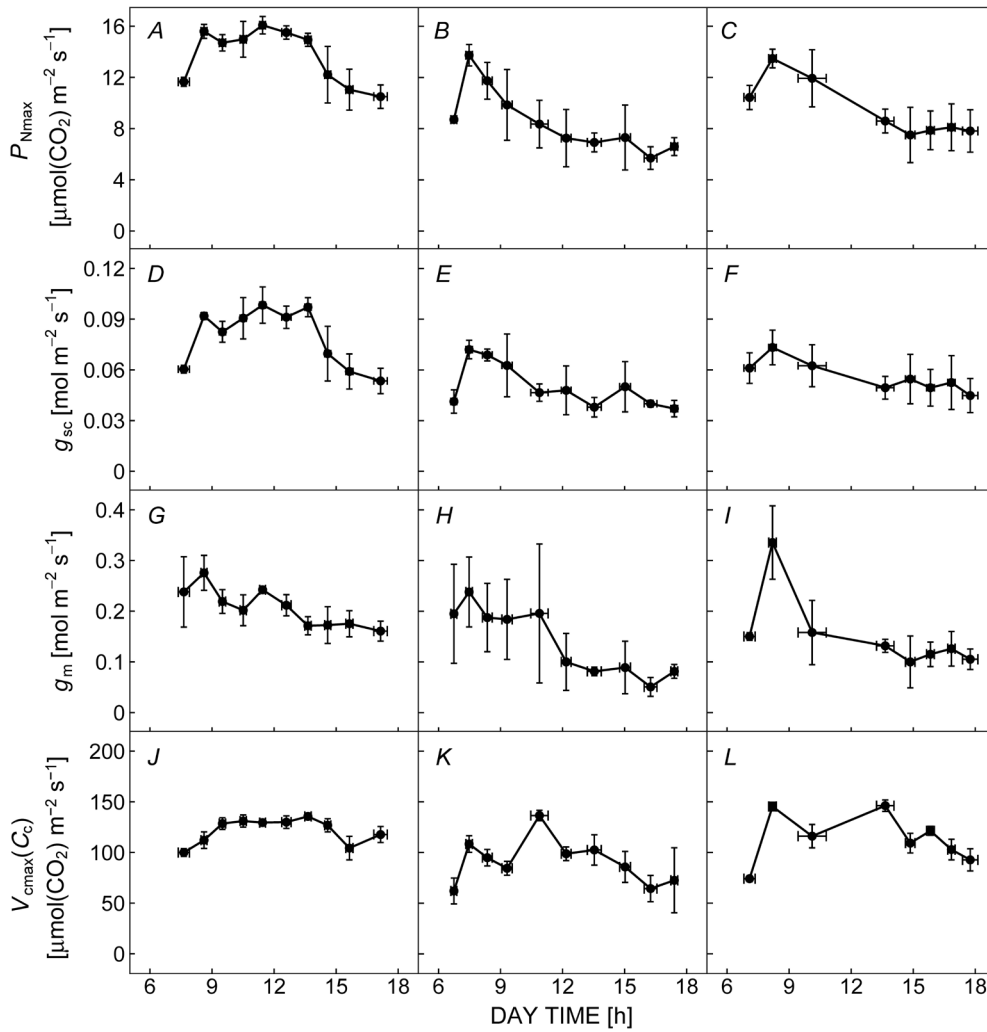 A
B
C
16
12
8
4
0
P_Nmax
[µmol(CO₂) m⁻² s⁻¹]
D
E
F
0.12
0.09
0.06
0.03
0
g_sc [mol m⁻² s⁻¹]
G
H
I
0.4
0.3
0.2
0.1
0
g_m [mol m⁻² s⁻¹]
J
K
L
200
150
100
50
0
V_cmax(C_c)
[µmol(CO₂) m⁻² s⁻¹]
6 9 12 15 18 6 9 12 15 18 6 9 12 15 18
DAY TIME [h]